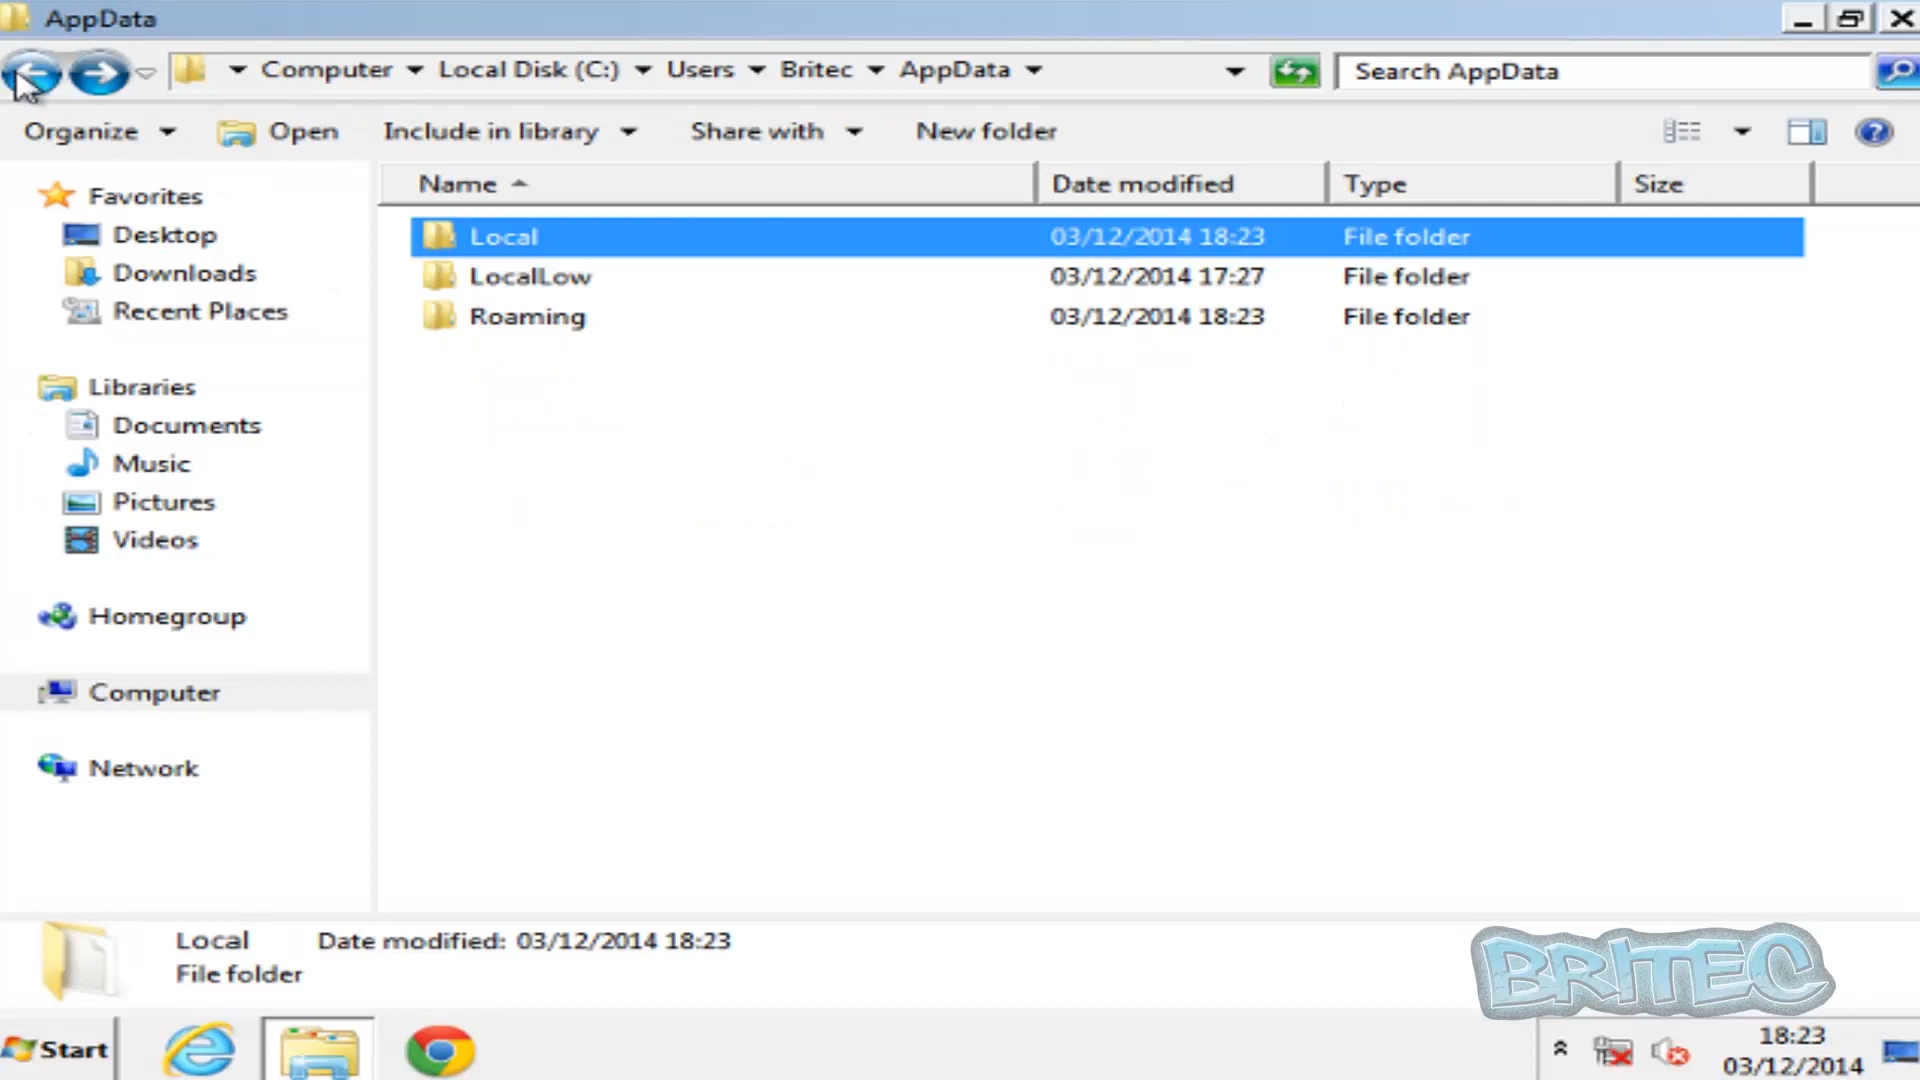 AppData
Computer Local Disk (C:) Users Britec AppData
Search AppData
Organize Open Include in library Share with New folder
Favorites
Desktop
Downloads
Recent Places
Libraries
Documents
Music
Pictures
Videos
Homegroup
Computer
Network
Name Date modified Type Size
Local 03/12/2014 18:23 File folder
LocalLow 03/12/2014 17:27 File folder
Roaming 03/12/2014 18:23 File folder
Local Date modified: 03/12/2014 18:23
File folder
BRITEC
Start
18:23
03/12/2014